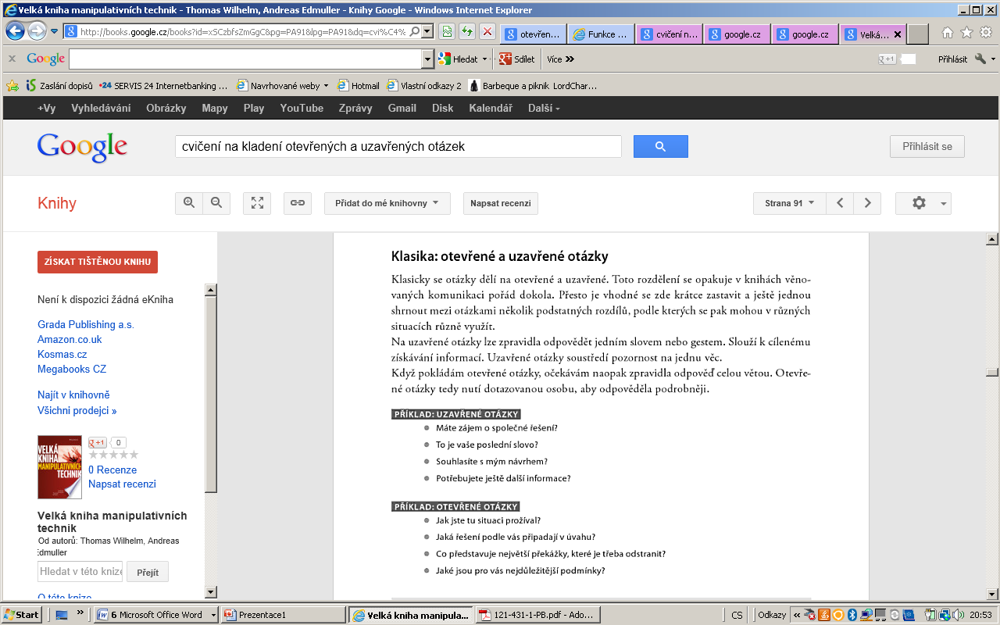 Velká kniha manipulativních technik - Thomas Wilhelm, Andreas Edmuller - Knihy Google - Windows Internet Explorer
http://books.google.cz/books?id=xSCzbfsZmGgC&pg=PA91&lpg=PA91&dq=cvi%C4%
otevřen...
Funkce ...
cvičení n...
google.cz
google.cz
Velká...
Google
Hledat
Sdílet
Více »
+1
Přihlásit
Zaslání dopisů
SERVIS 24 Internetbanking ...
Navrhované weby
Hotmail
Vlastní odkazy 2
Barbeque a piknik LordChar...
+Vy Vyhledávání Obrázky Mapy Play YouTube Zprávy Gmail Disk Kalendář Další
Google
cvičení na kladení otevřených a uzavřených otázek
Přihlásit se
Knihy
Přidat do mé knihovny
Napsat recenzi
Strana 91
ZÍSKAT TIŠTĚNOU KNIHU
Není k dispozici žádná eKniha
Grada Publishing a.s.
Amazon.co.uk
Kosmas.cz
Megabooks CZ
Najít v knihovně
Všichni prodejci »
VELKÁ
KNIHA
MANIPULATIVNÍCH
TECHNIK
+1 0
0 Recenze
Napsat recenzi
Velká kniha manipulativních
technik
Od autorů: Thomas Wilhelm, Andreas
Edmuller
Hledat v této knize
Přejít
O této knize
Klasika: otevřené a uzavřené otázky
Klasicky se otázky dělí na otevřené a uzavřené. Toto rozdělení se opakuje v knihách věno-
vaných komunikaci pořád dokola. Přesto je vhodné se zde krátce zastavit a ještě jednou
shrnout mezi otázkami několik podstatných rozdílů, podle kterých se pak mohou v různých
situacích různě využít.
Na uzavřené otázky lze zpravidla odpovědět jedním slovem nebo gestem. Slouží k cílenému
získávání informací. Uzavřené otázky soustředí pozornost na jednu věc.
Když pokládám otevřené otázky, očekávám naopak zpravidla odpověď celou větou. Otevře-
né otázky tedy nutí dotazovanou osobu, aby odpověděla podrobněji.
PŘÍKLAD: UZAVŘENÉ OTÁZKY
Máte zájem o společné řešení?
To je vaše poslední slovo?
Souhlasíte s mým návrhem?
Potřebujete ještě další informace?
PŘÍKLAD: OTEVŘENÉ OTÁZKY
Jak jste tu situaci prožíval?
Jaká řešení podle vás připadají v úvahu?
Co představuje největší překážky, které je třeba odstranit?
Jaké jsou pro vás nejdůležitější podmínky?
Start
6 Microsoft Office Word
Prezentace1
Velká kniha manipula...
121-431-1-PB.pdf - Ado...
CS
Odkazy
20:53